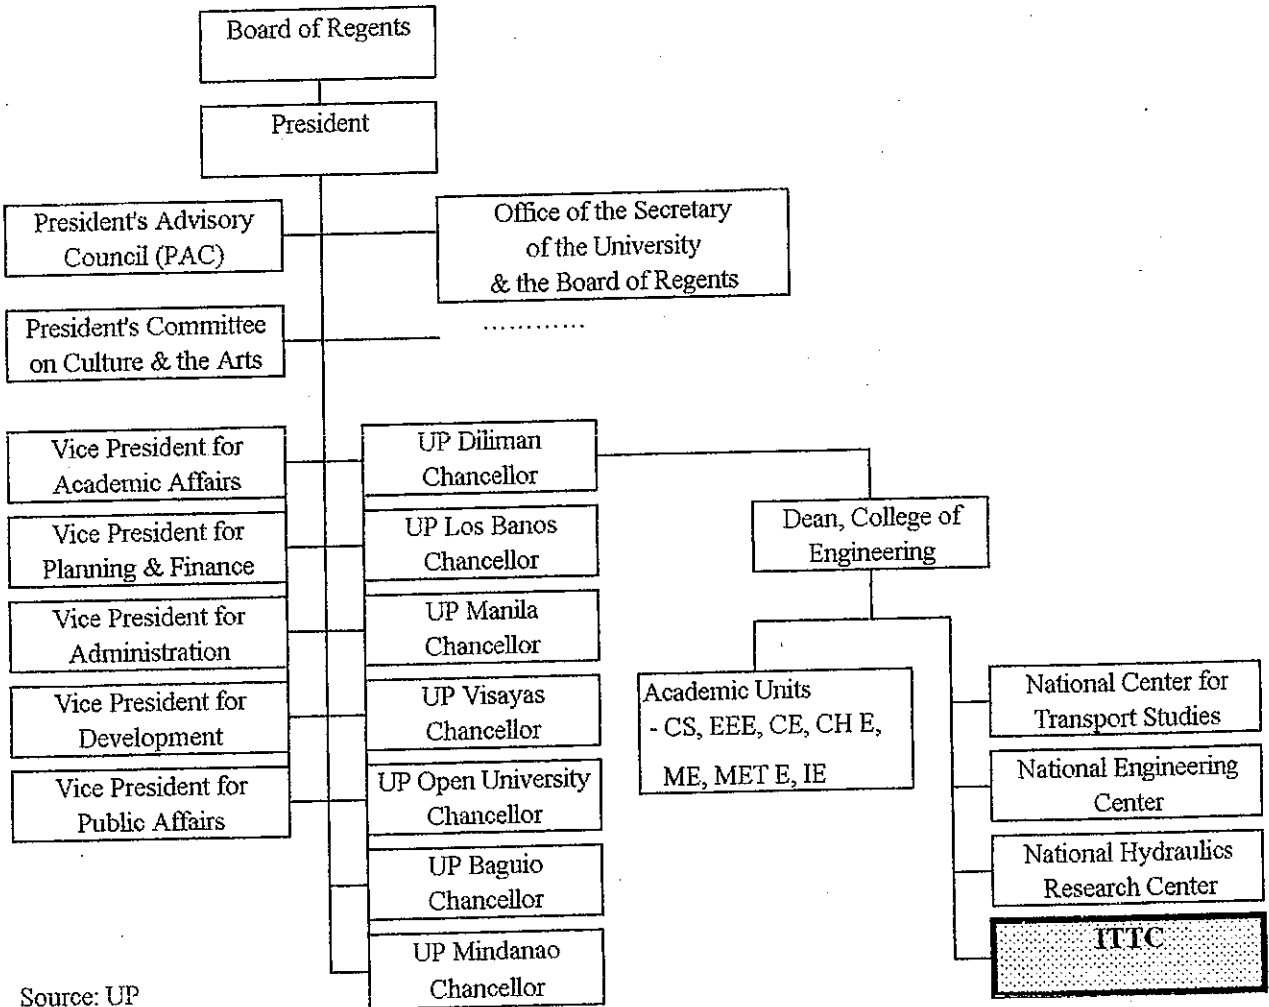 Board of Regents
President
President's Advisory
Council (PAC)
Office of the Secretary
of the University
& the Board of Regents
President's Committee
on Culture & the Arts
............
Vice President for
Academic Affairs
Vice President for
Planning & Finance
Vice President for
Administration
Vice President for
Development
Vice President for
Public Affairs
UP Diliman
Chancellor
UP Los Banos
Chancellor
UP Manila
Chancellor
UP Visayas
Chancellor
UP Open University
Chancellor
UP Baguio
Chancellor
UP Mindanao
Chancellor
Dean, College of
Engineering
Academic Units
- CS, EEE, CE, CH E,
ME, MET E, IE
National Center for
Transport Studies
National Engineering
Center
National Hydraulics
Research Center
ITTC
Source: UP